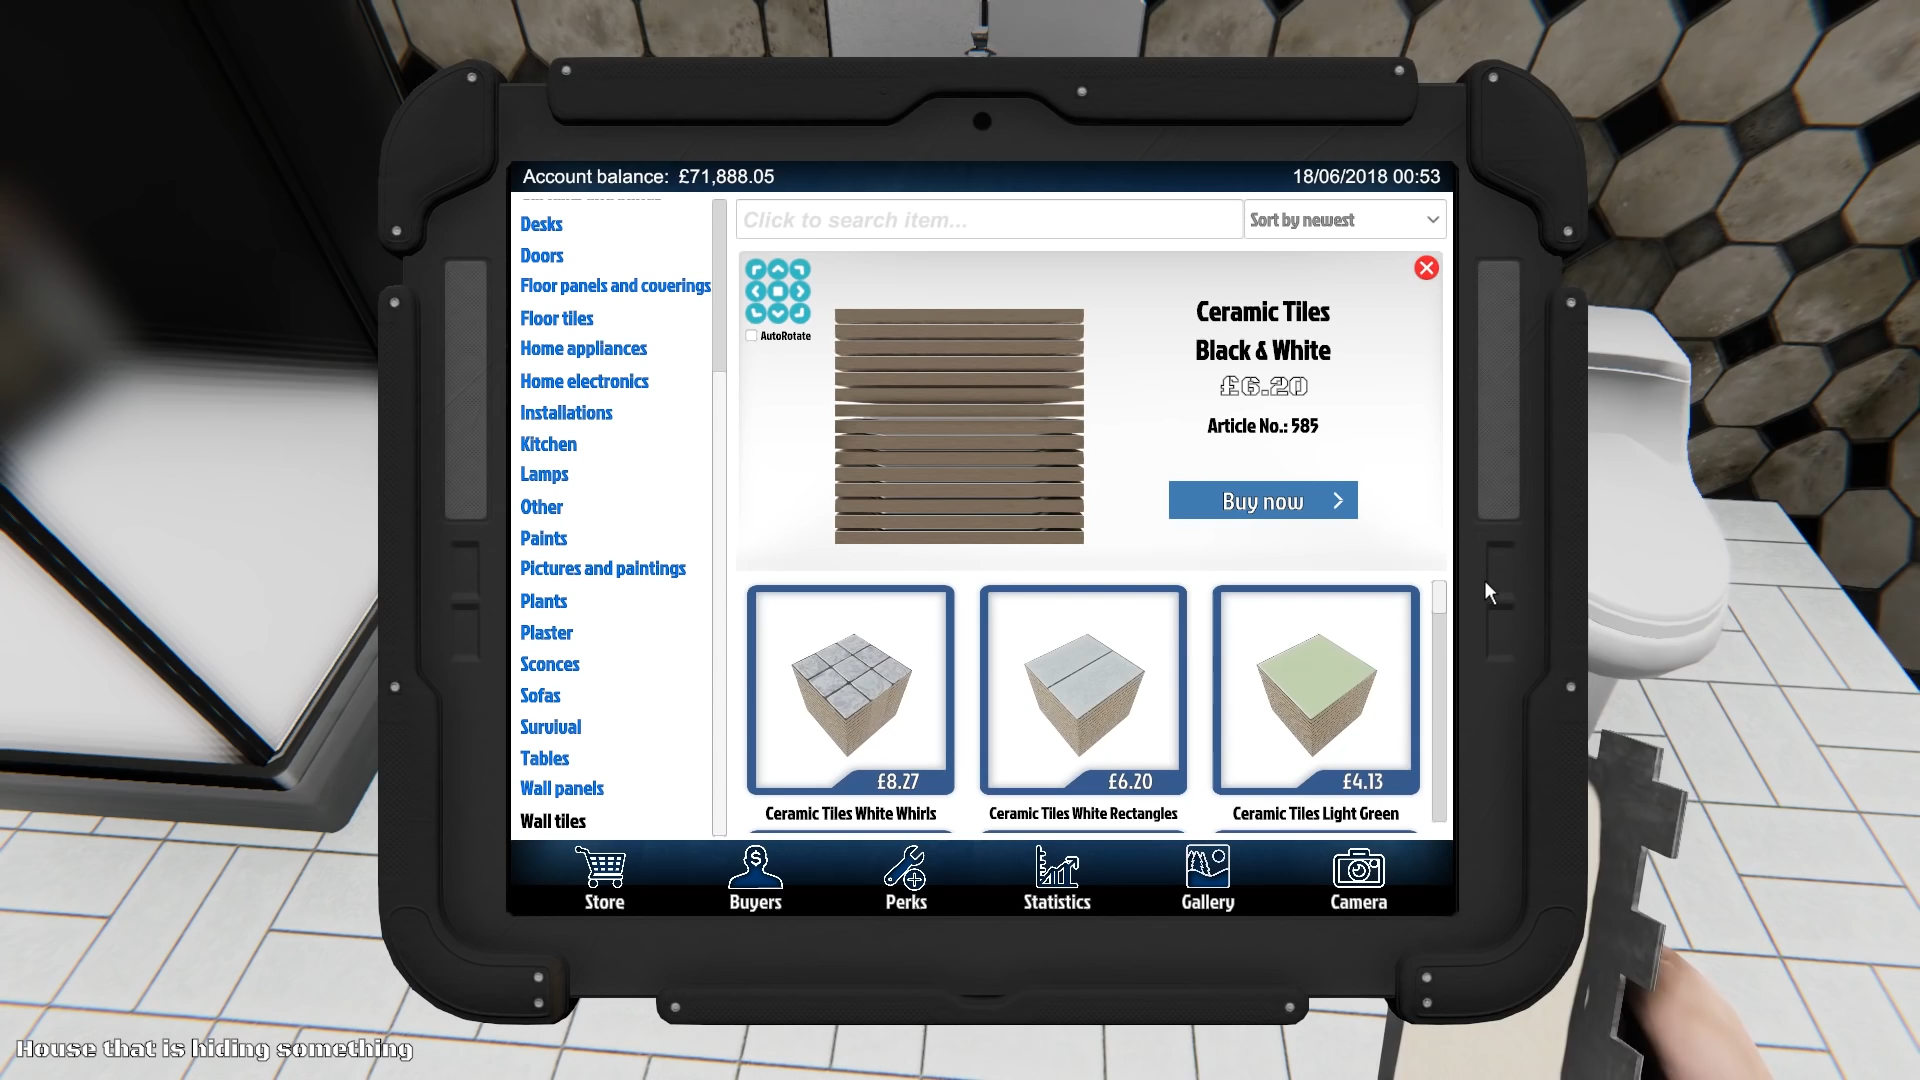 Account balance: £71,888.05
18/06/2018 00:53
Desks
Doors
Floor panels and coverings
Floor tiles
Home appliances
Home electronics
Installations
Kitchen
Lamps
Other
Paints
Pictures and paintings
Plants
Plaster
Sconces
Sofas
Survival
Tables
Wall panels
Wall tiles
Click to search item...
Sort by newest
AutoRotate
Ceramic Tiles
Black & White
£6.20
Article No.: 585
Buy now
£8.27
£6.20
£4.13
Ceramic Tiles White Whirls
Ceramic Tiles White Rectangles
Ceramic Tiles Light Green
Store
Buyers
Perks
Statistics
Gallery
Camera
House that is hiding something